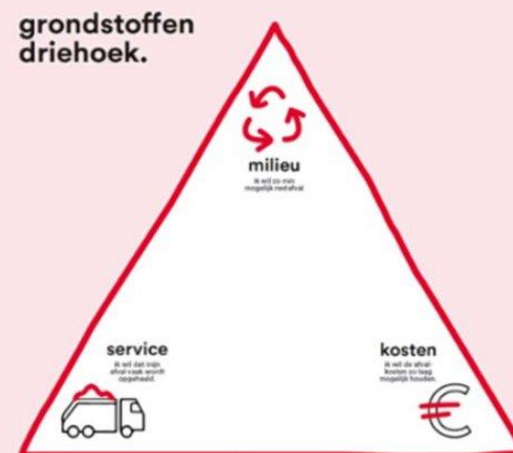 grondstoffen
driehoek.
milieu
ik wil zo min
mogelijk restafval
service
ik wil dat mijn
afval vaak wordt
opgehaald.
kosten
ik wil de afval-
kosten zo laag
mogelijk houden.